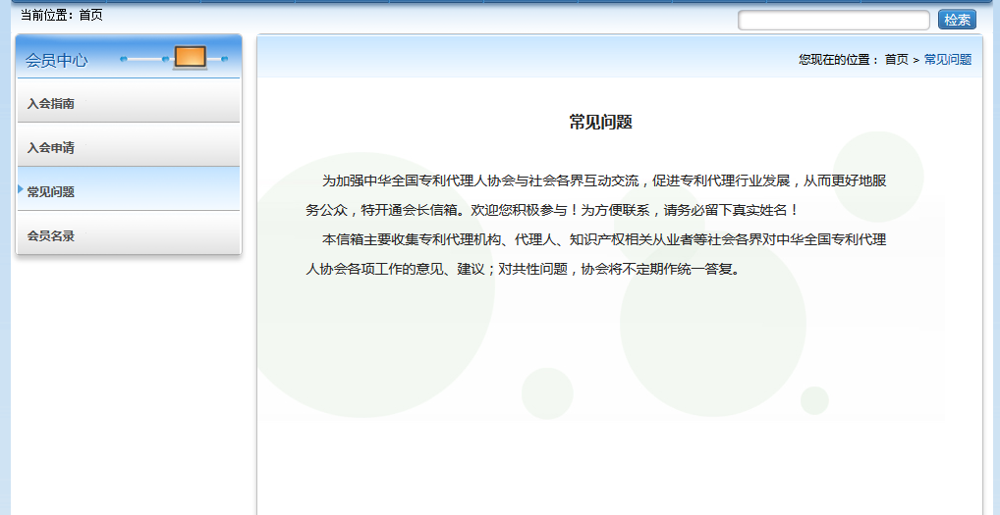 当前位置：首页
检索
会员中心
入会指南
入会申请
常见问题
会员名录
您现在的位置： 首页 > 常见问题
常见问题
为加强中华全国专利代理人协会与社会各界互动交流，促进专利代理行业发展，从而更好地服
务公众，特开通会长信箱。欢迎您积极参与！为方便联系，请务必留下真实姓名！
本信箱主要收集专利代理机构、代理人、知识产权相关从业者等社会各界对中华全国专利代理
人协会各项工作的意见、建议；对共性问题，协会将不定期作统一答复。